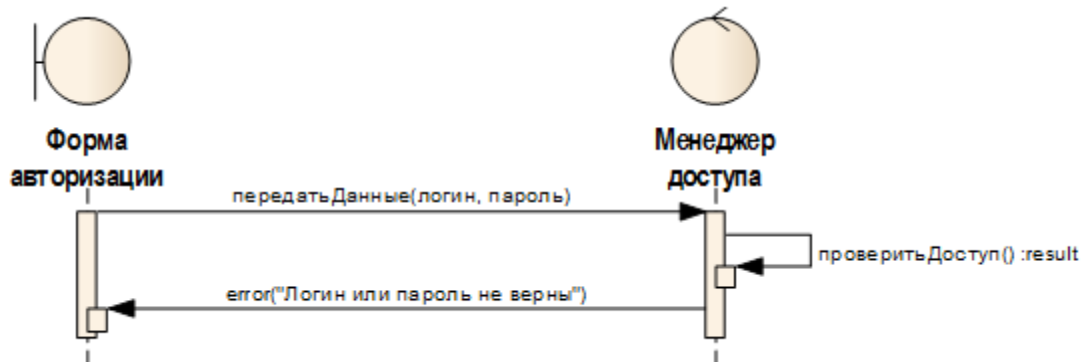 Форма
авторизации
Менеджер
доступа
передатьДанные(логин, пароль)
проверитьДоступ() :result
error("Логин или пароль не верны")